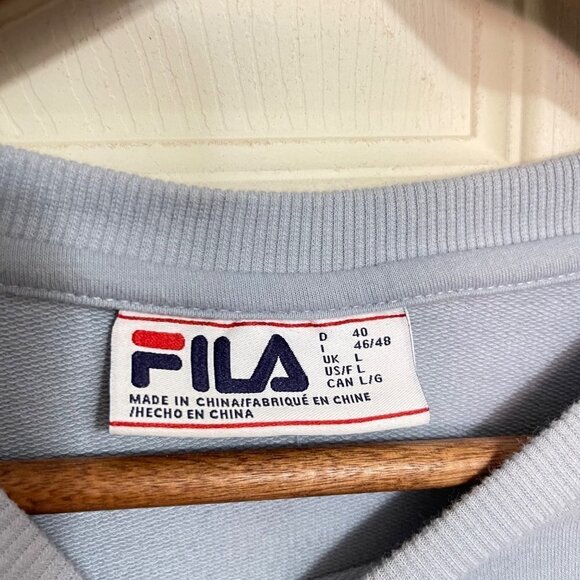 FILA
D 40
I 46/48
UK L
US/F L
CAN L/G
MADE IN CHINA/FABRIQUÉ EN CHINE
/HECHO EN CHINA